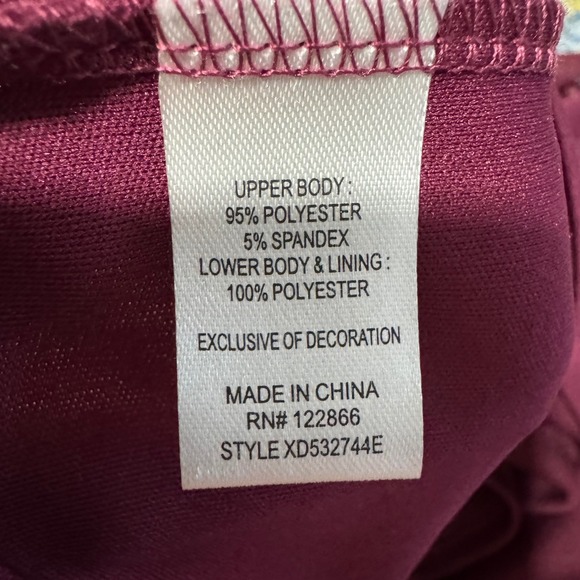 UPPER BODY :
95% POLYESTER
5% SPANDEX
LOWER BODY & LINING :
100% POLYESTER
EXCLUSIVE OF DECORATION
MADE IN CHINA
RN# 122866
STYLE XD532744E